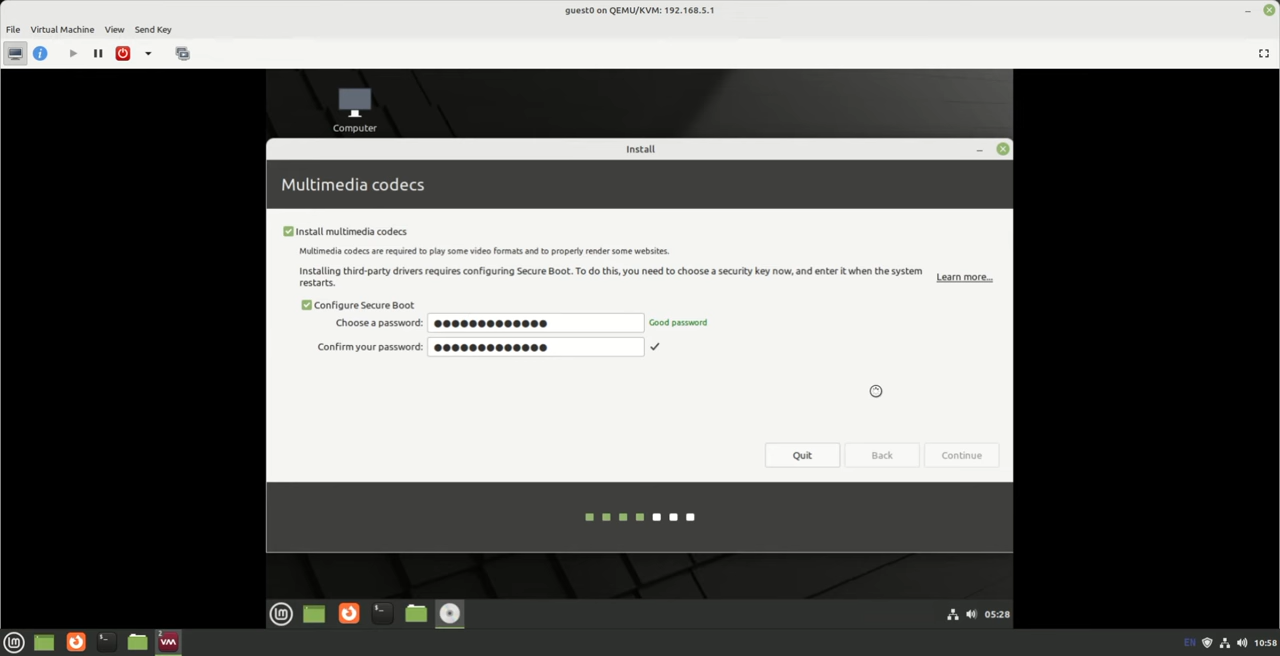 guest0 on QEMU/KVM: 192.168.5.1
File Virtual Machine View Send Key
Computer
Install
Multimedia codecs
Install multimedia codecs
Multimedia codecs are required to play some video formats and to properly render some websites.
Installing third-party drivers requires configuring Secure Boot. To do this, you need to choose a security key now, and enter it when the system
restarts.
Learn more...
Configure Secure Boot
Choose a password: ●●●●●●●●●●●●● Good password
Confirm your password: ●●●●●●●●●●●●●
Quit Back Continue
05:28
2
VM
EN 10:58